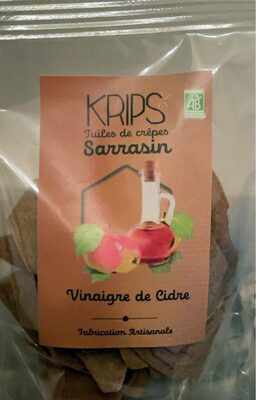 KRIPS
Tuiles de crêpes
Sarrasin
AB
Vinaigre de Cidre
Fabrication Artisanale